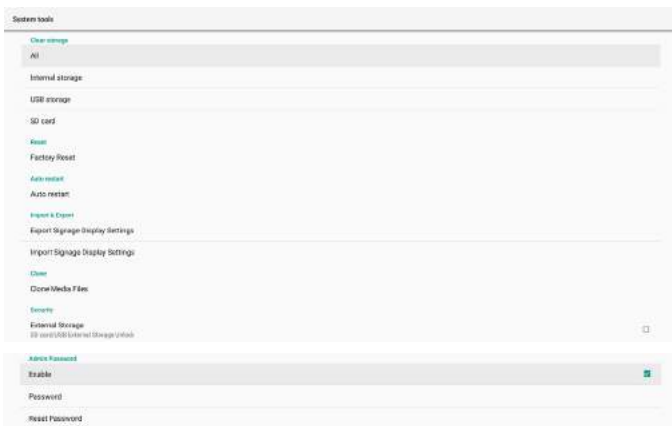 System tools
Clear storage
All
Internal storage
USB storage
SD card
Reset
Factory Reset
Auto restart
Auto restart
Import & Export
Export Signage Display Settings
Import Signage Display Settings
Clone
Clone Media Files
Security
External Storage
SD card/USB External Storage Unlock
Admin Password
Enable
Password
Reset Password